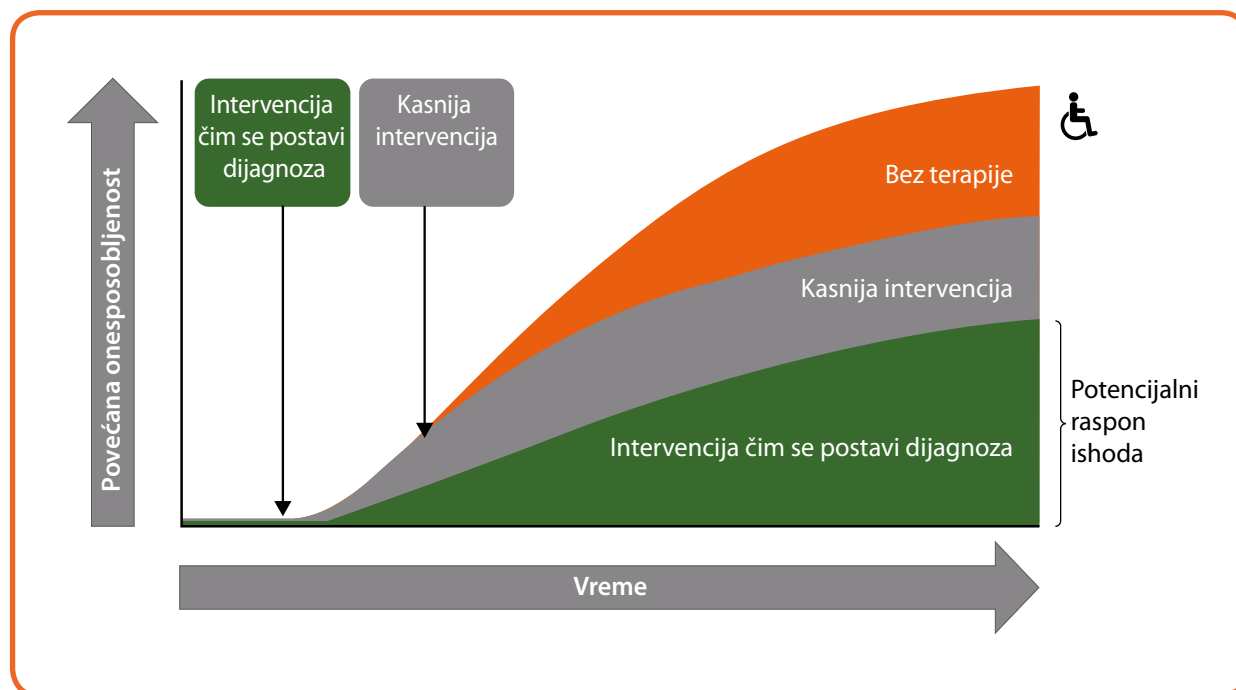 Povećana onesposobljenost
Intervencija
čim se postavi
dijagnoza
Kasnija
intervencija
Bez terapije
Kasnija intervencija
Intervencija čim se postavi dijagnoza
Potencijalni
raspon
ishoda
Vreme